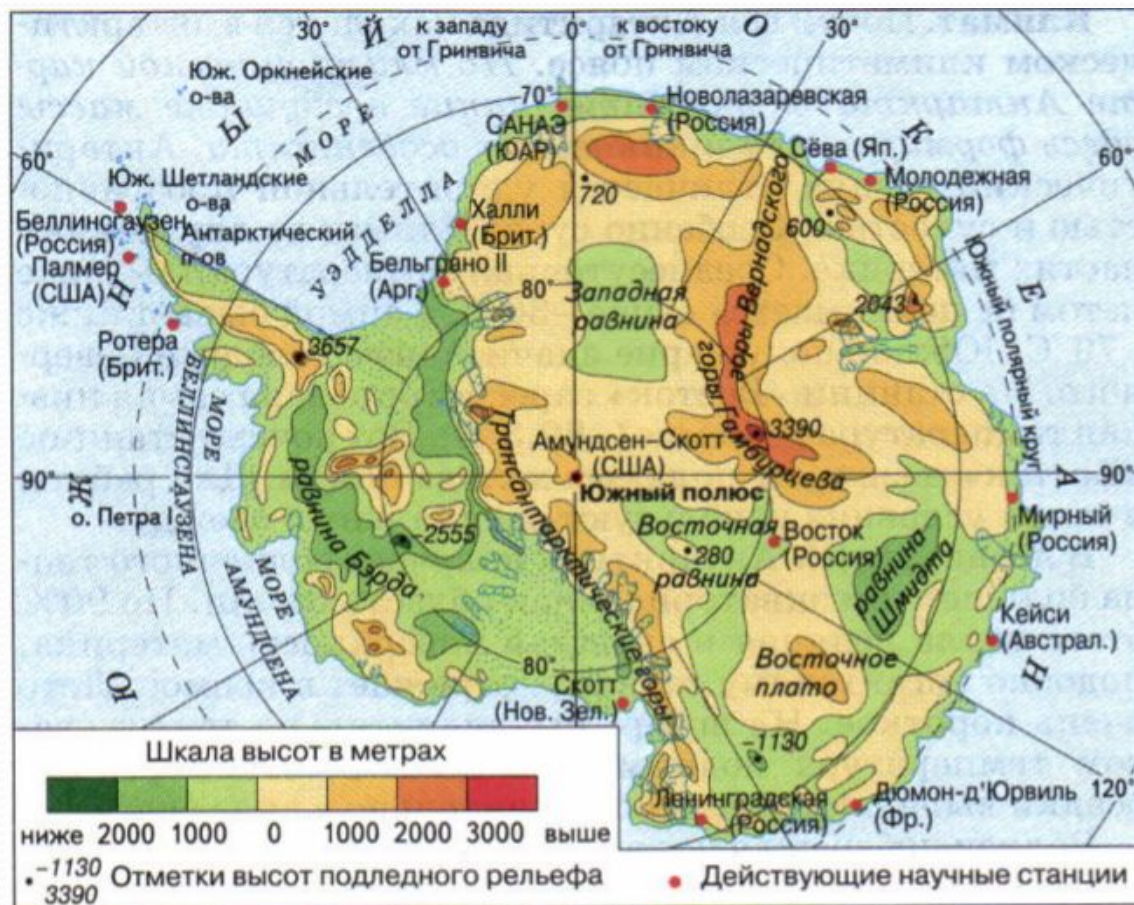 30°
к западу
от Гринвича
0°
к востоку
от Гринвича
30°
Юж. Оркнейские
о-ва
70°
САНАЭ
(ЮАР)
Новолазаревская
(Россия)
60°
МОРЕ
УЭДДЕЛЛА
Сёва (Яп.)
60°
Молодежная
(Россия)
Юж. Шетландские
о-ва
720
Беллинсгаузен
(Россия)
Антарктический
п-ов
Халли
(Брит.)
600
Палмер
(США)
Бельграно II
(Арг.)
80°
Западная
равнина
горы Вернадского
2043
Южный полярный круг
Ротера
(Брит.)
3657
МОРЕ
БЕЛЛИНСГАУЗЕНА
горы Гамбурцева
Трансантарктические горы
Амундсен–Скотт
(США)
3390
90°
Южный полюс
90°
о. Петра I
равнина Бэрда
-2555
Восточная
равнина
280
Восток
(Россия)
Мирный
(Россия)
равнина
Шмидта
МОРЕ
АМУНДСЕНА
Кейси
(Австрал.)
80°
Восточное
плато
Скотт
(Нов. Зел.)
-1130
Ленинградская
(Россия)
Дюмон-д'Юрвиль
(Фр.)
120°
ЮЖНЫЙ ОКЕАН
Шкала высот в метрах
ниже 2000 1000 0 1000 2000 3000 выше
-1130
3390
Отметки высот подледного рельефа
Действующие научные станции